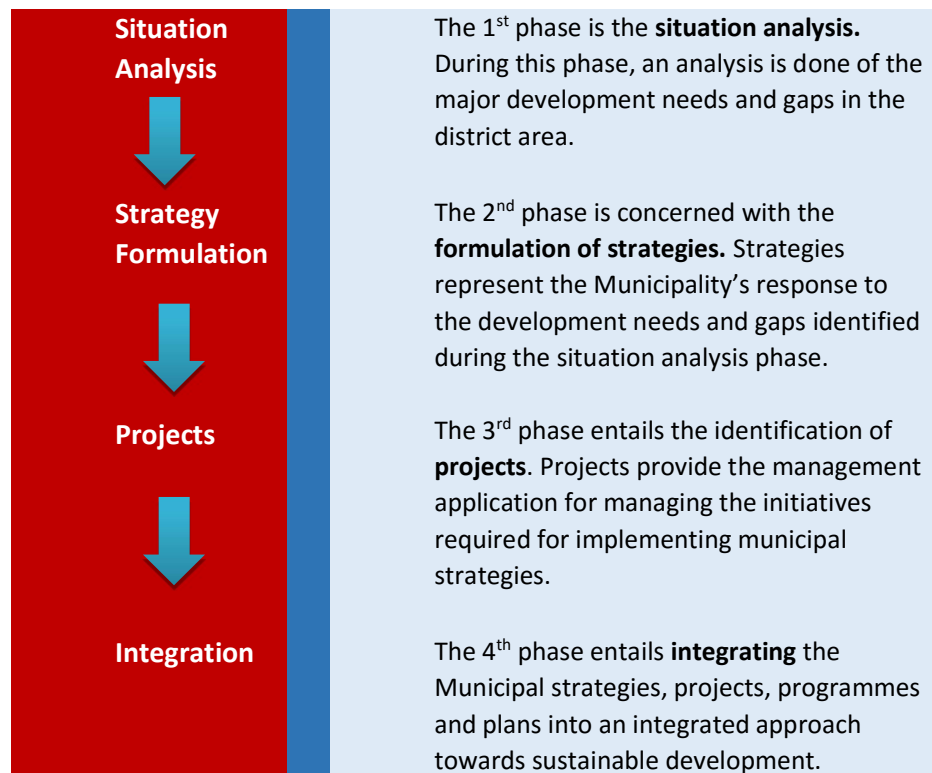 Situation
Analysis
The 1st phase is the situation analysis.
During this phase, an analysis is done of the
major development needs and gaps in the
district area.
Strategy
Formulation
The 2nd phase is concerned with the
formulation of strategies. Strategies
represent the Municipality’s response to
the development needs and gaps identified
during the situation analysis phase.
Projects
The 3rd phase entails the identification of
projects. Projects provide the management
application for managing the initiatives
required for implementing municipal
strategies.
Integration
The 4th phase entails integrating the
Municipal strategies, projects, programmes
and plans into an integrated approach
towards sustainable development.